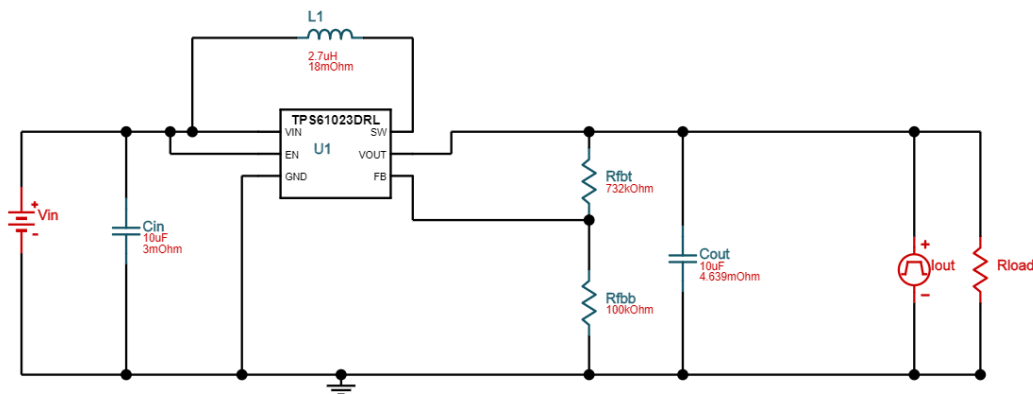 L1
2.7uH
18mOhm
TPS61023DRL
VIN
SW
U1
EN
VOUT
GND
FB
+
Vin
-
Cin
10uF
3mOhm
Rfbt
732kOhm
Cout
10uF
4.639mOhm
Rfbb
100kOhm
+
Iout
-
Rload